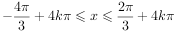 $-\frac{4\pi}{3} + 4k\pi \leqslant x \leqslant \frac{2\pi}{3} + 4k\pi$